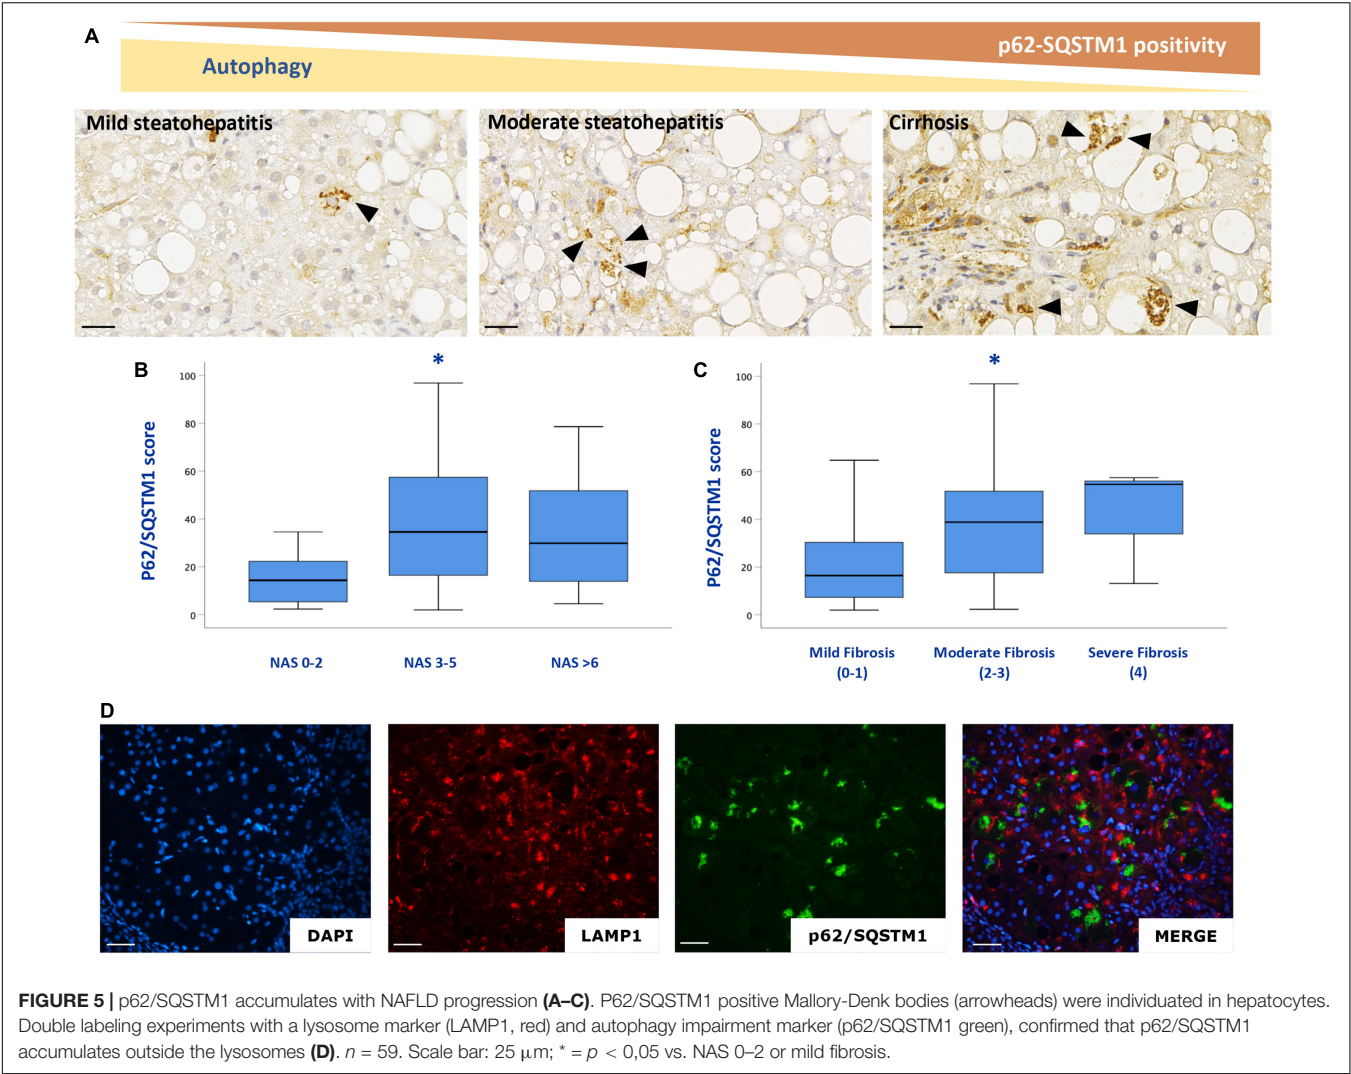 A
p62-SQSTM1 positivity
Autophagy
Mild steatohepatitis
Moderate steatohepatitis
Cirrhosis
B
*
P62/SQSTM1 score
100
80
60
40
20
0
NAS 0-2
NAS 3-5
NAS >6
C
*
P62/SQSTM1 score
100
80
60
40
20
0
Mild Fibrosis
(0-1)
Moderate Fibrosis
(2-3)
Severe Fibrosis
(4)
D
DAPI
LAMP1
p62/SQSTM1
MERGE
FIGURE 5 | p62/SQSTM1 accumulates with NAFLD progression (A–C). P62/SQSTM1 positive Mallory-Denk bodies (arrowheads) were individuated in hepatocytes.
Double labeling experiments with a lysosome marker (LAMP1, red) and autophagy impairment marker (p62/SQSTM1 green), confirmed that p62/SQSTM1
accumulates outside the lysosomes (D). n = 59. Scale bar: 25 μm; * = p < 0,05 vs. NAS 0–2 or mild fibrosis.